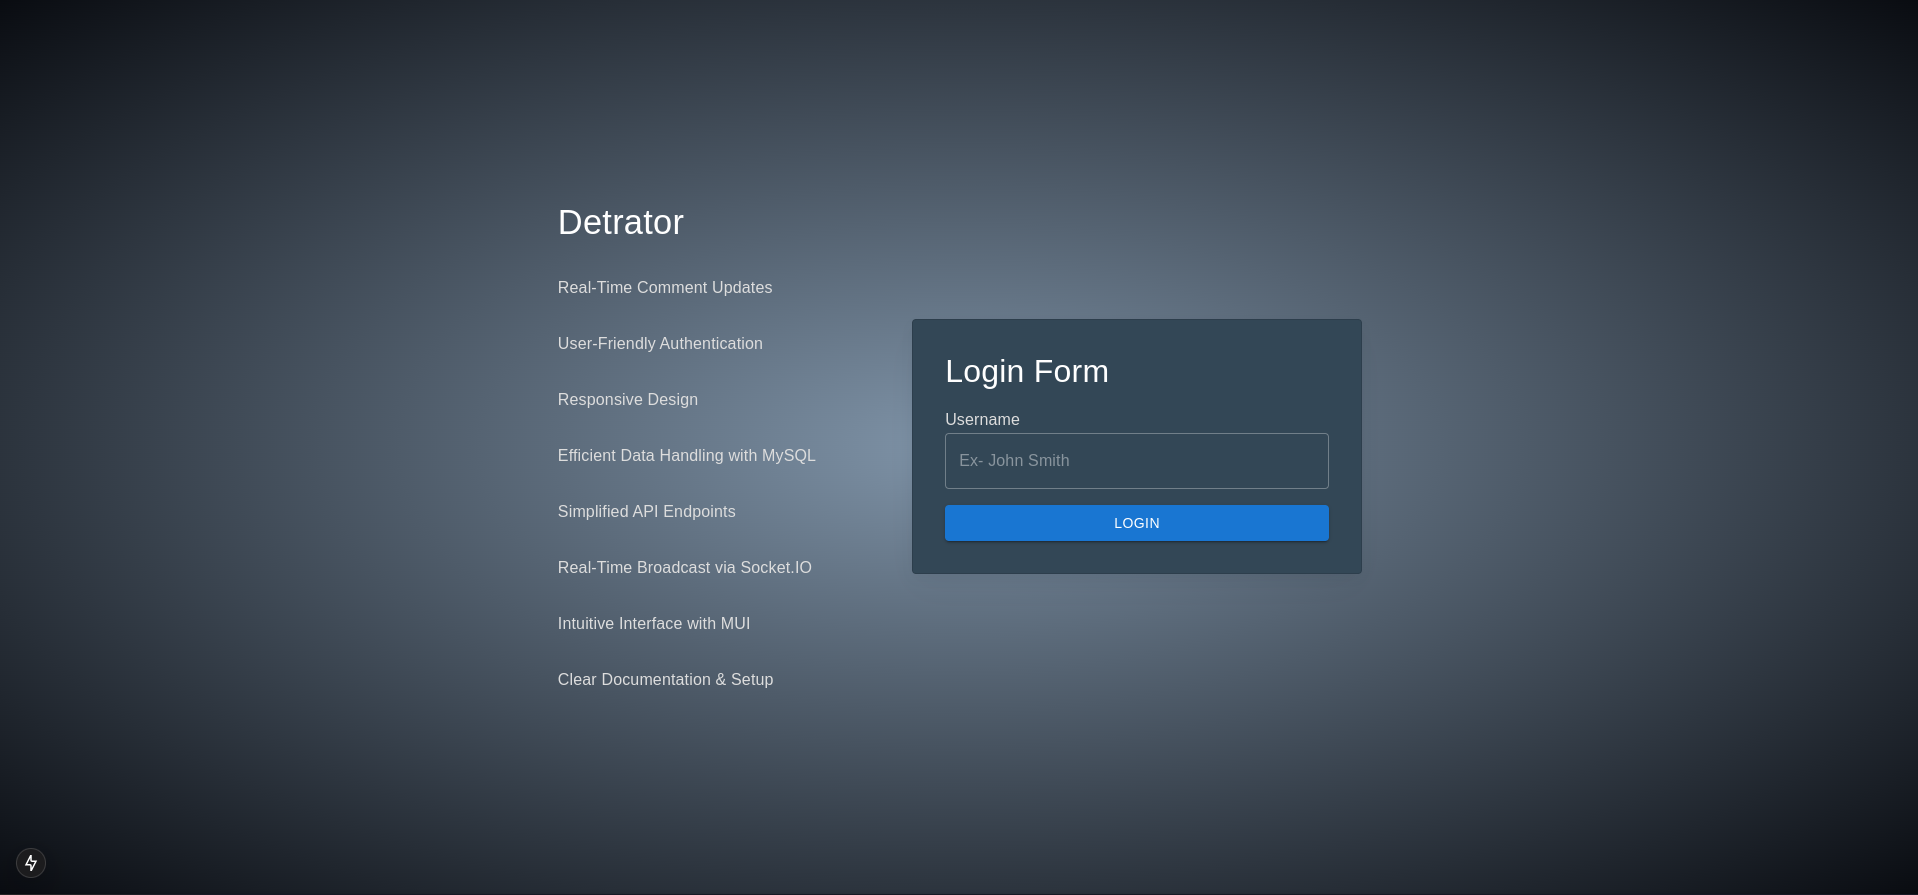 Detrator
Real-Time Comment Updates
User-Friendly Authentication
Responsive Design
Efficient Data Handling with MySQL
Simplified API Endpoints
Real-Time Broadcast via Socket.IO
Intuitive Interface with MUI
Clear Documentation & Setup
Login Form
Username
Ex- John Smith
LOGIN